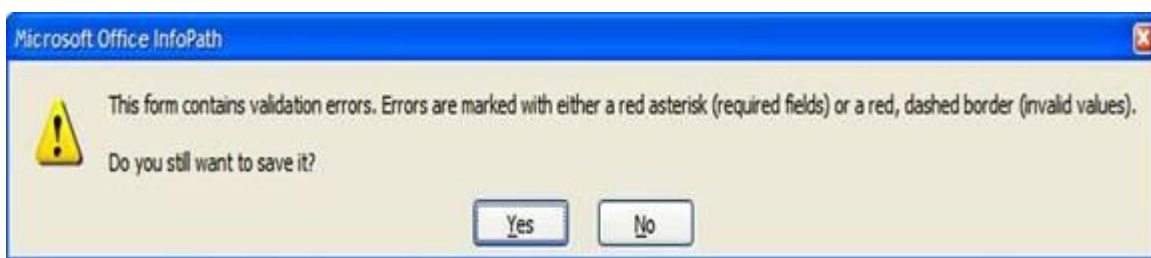 Microsoft Office InfoPath
This form contains validation errors. Errors are marked with either a red asterisk (required fields) or a red, dashed border (invalid values).
Do you still want to save it?
Yes No